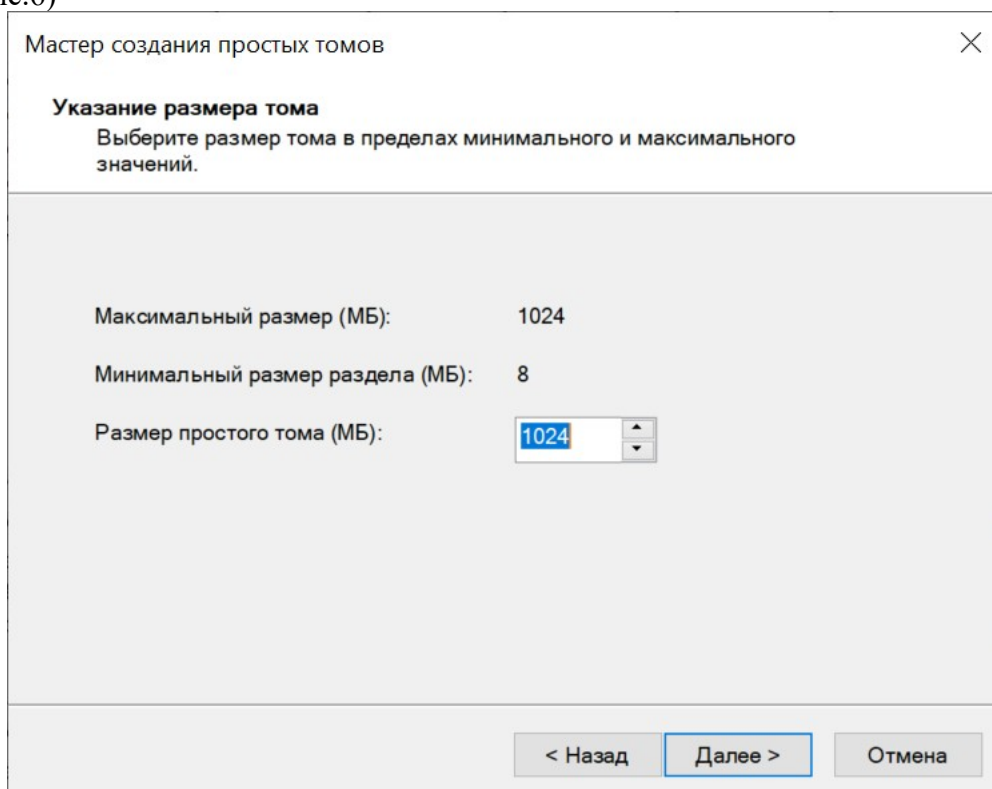 Мастер создания простых томов
Указание размера тома
Выберите размер тома в пределах минимального и максимального
значений.
Максимальный размер (МБ): 1024
Минимальный размер раздела (МБ): 8
Размер простого тома (МБ): 1024
< Назад Далее > Отмена